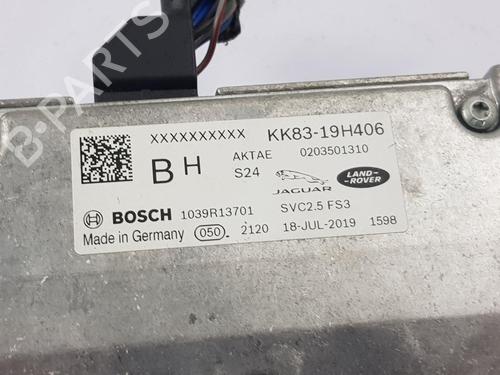 XXXXXXXXXX KK83-19H406
BH AKTAE 0203501310
S24 JAGUAR LAND-ROVER
BOSCH 1039R13701 SVC2.5 FS3
Made in Germany 050 2120 18-JUL-2019 1598
B-PARTS